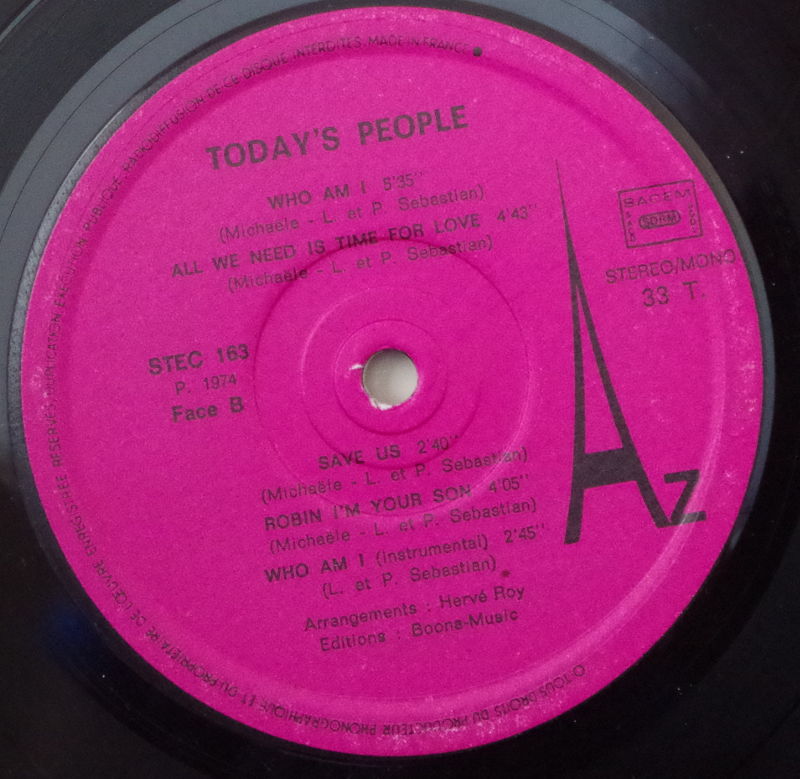 TODAY'S PEOPLE
WHO AM I 5'35"
(Michaële - L. et P. Sebastian)
ALL WE NEED IS TIME FOR LOVE 4'43"
(Michaële - L. et P. Sebastian)
SACEM
SDRM
STEREO/MONO
33 T.
STEC 163
P. 1974
Face B
SAVE US 2'40"
(Michaële - L. et P. Sebastian)
ROBIN I'M YOUR SON 4'05"
(Michaële - L. et P. Sebastian)
WHO AM I (Instrumental) 2'45"
(L. et P. Sebastian)
Arrangements : Hervé Roy
Editions : Boona-Music
Az
TOUS DROITS DU PRODUCTEUR PHONOGRAPHIQUE ET DU PROPRIETAIRE DE L'ŒUVRE ENREGISTREE RESERVES. DUPLICATION EXECUTION PUBLIQUE RADIODIFFUSION DE CE DISQUE INTERDITES. MADE IN FRANCE